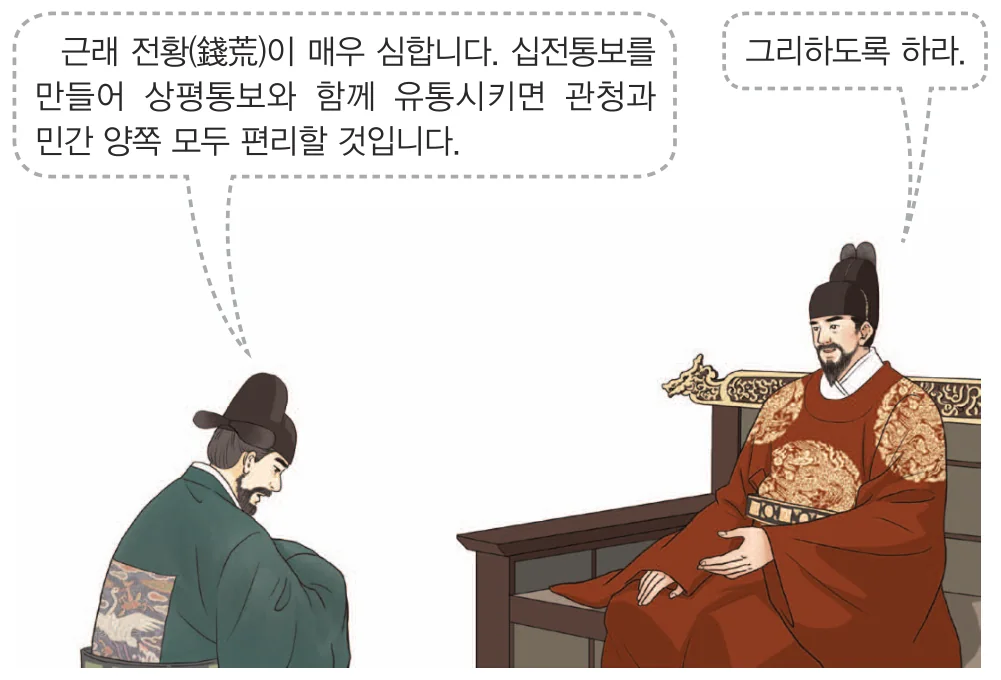 근래 전황(錢荒)이 매우 심합니다. 십전통보를
만들어 상평통보와 함께 유통시키면 관청과
민간 양쪽 모두 편리할 것입니다.
그리하도록 하라.